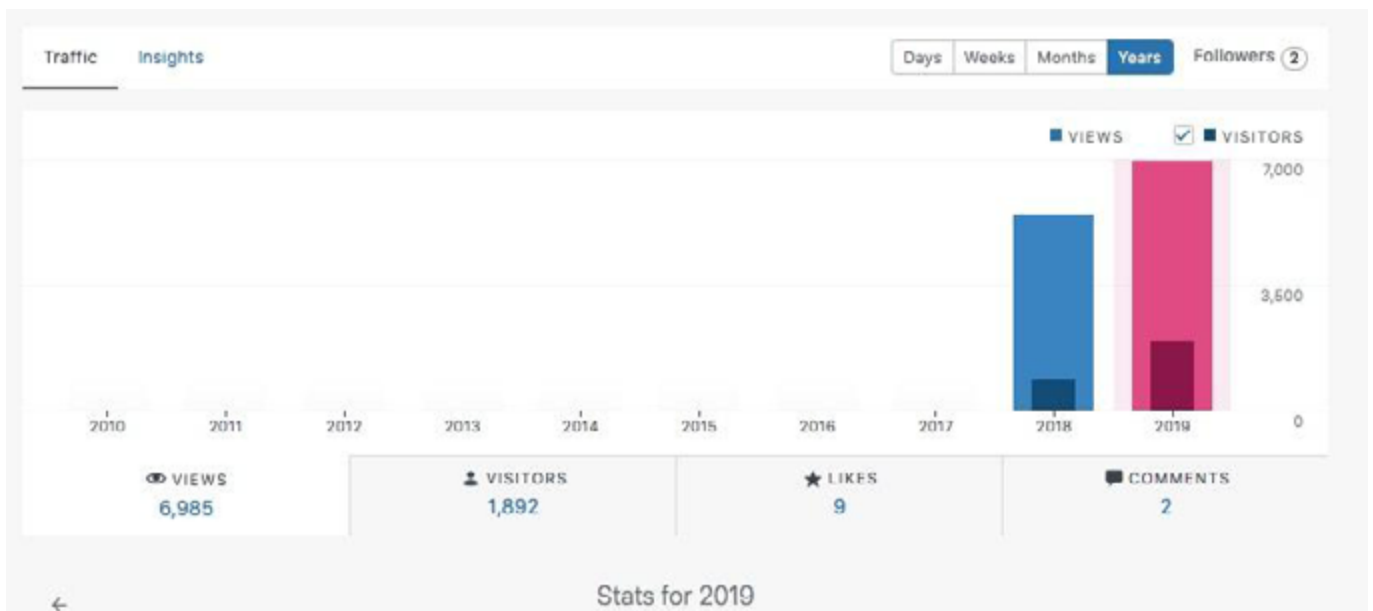 Traffic Insights Days Weeks Months Years Followers 2
VIEWS VISITORS
7,000
3,500
0
2010 2011 2012 2013 2014 2015 2016 2017 2018 2019
VIEWS VISITORS LIKES COMMENTS
6,985 1,892 9 2
Stats for 2019